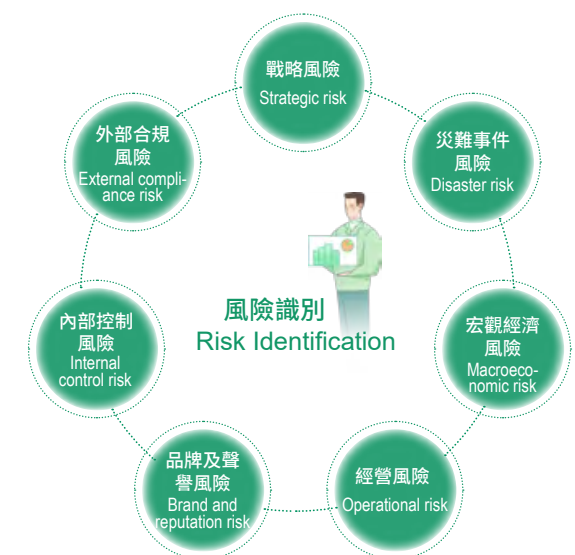 戰略風險
Strategic risk
災難事件
風險
Disaster risk
宏觀經濟
風險
Macroeco-
nomic risk
經營風險
Operational risk
品牌及聲
譽風險
Brand and
reputation risk
內部控制
風險
Internal
control risk
外部合規
風險
External compli-
ance risk
風險識別
Risk Identification